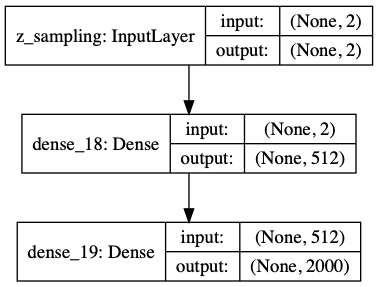 z_sampling: InputLayer
input: (None, 2)
output: (None, 2)
dense_18: Dense
input: (None, 2)
output: (None, 512)
dense_19: Dense
input: (None, 512)
output: (None, 2000)